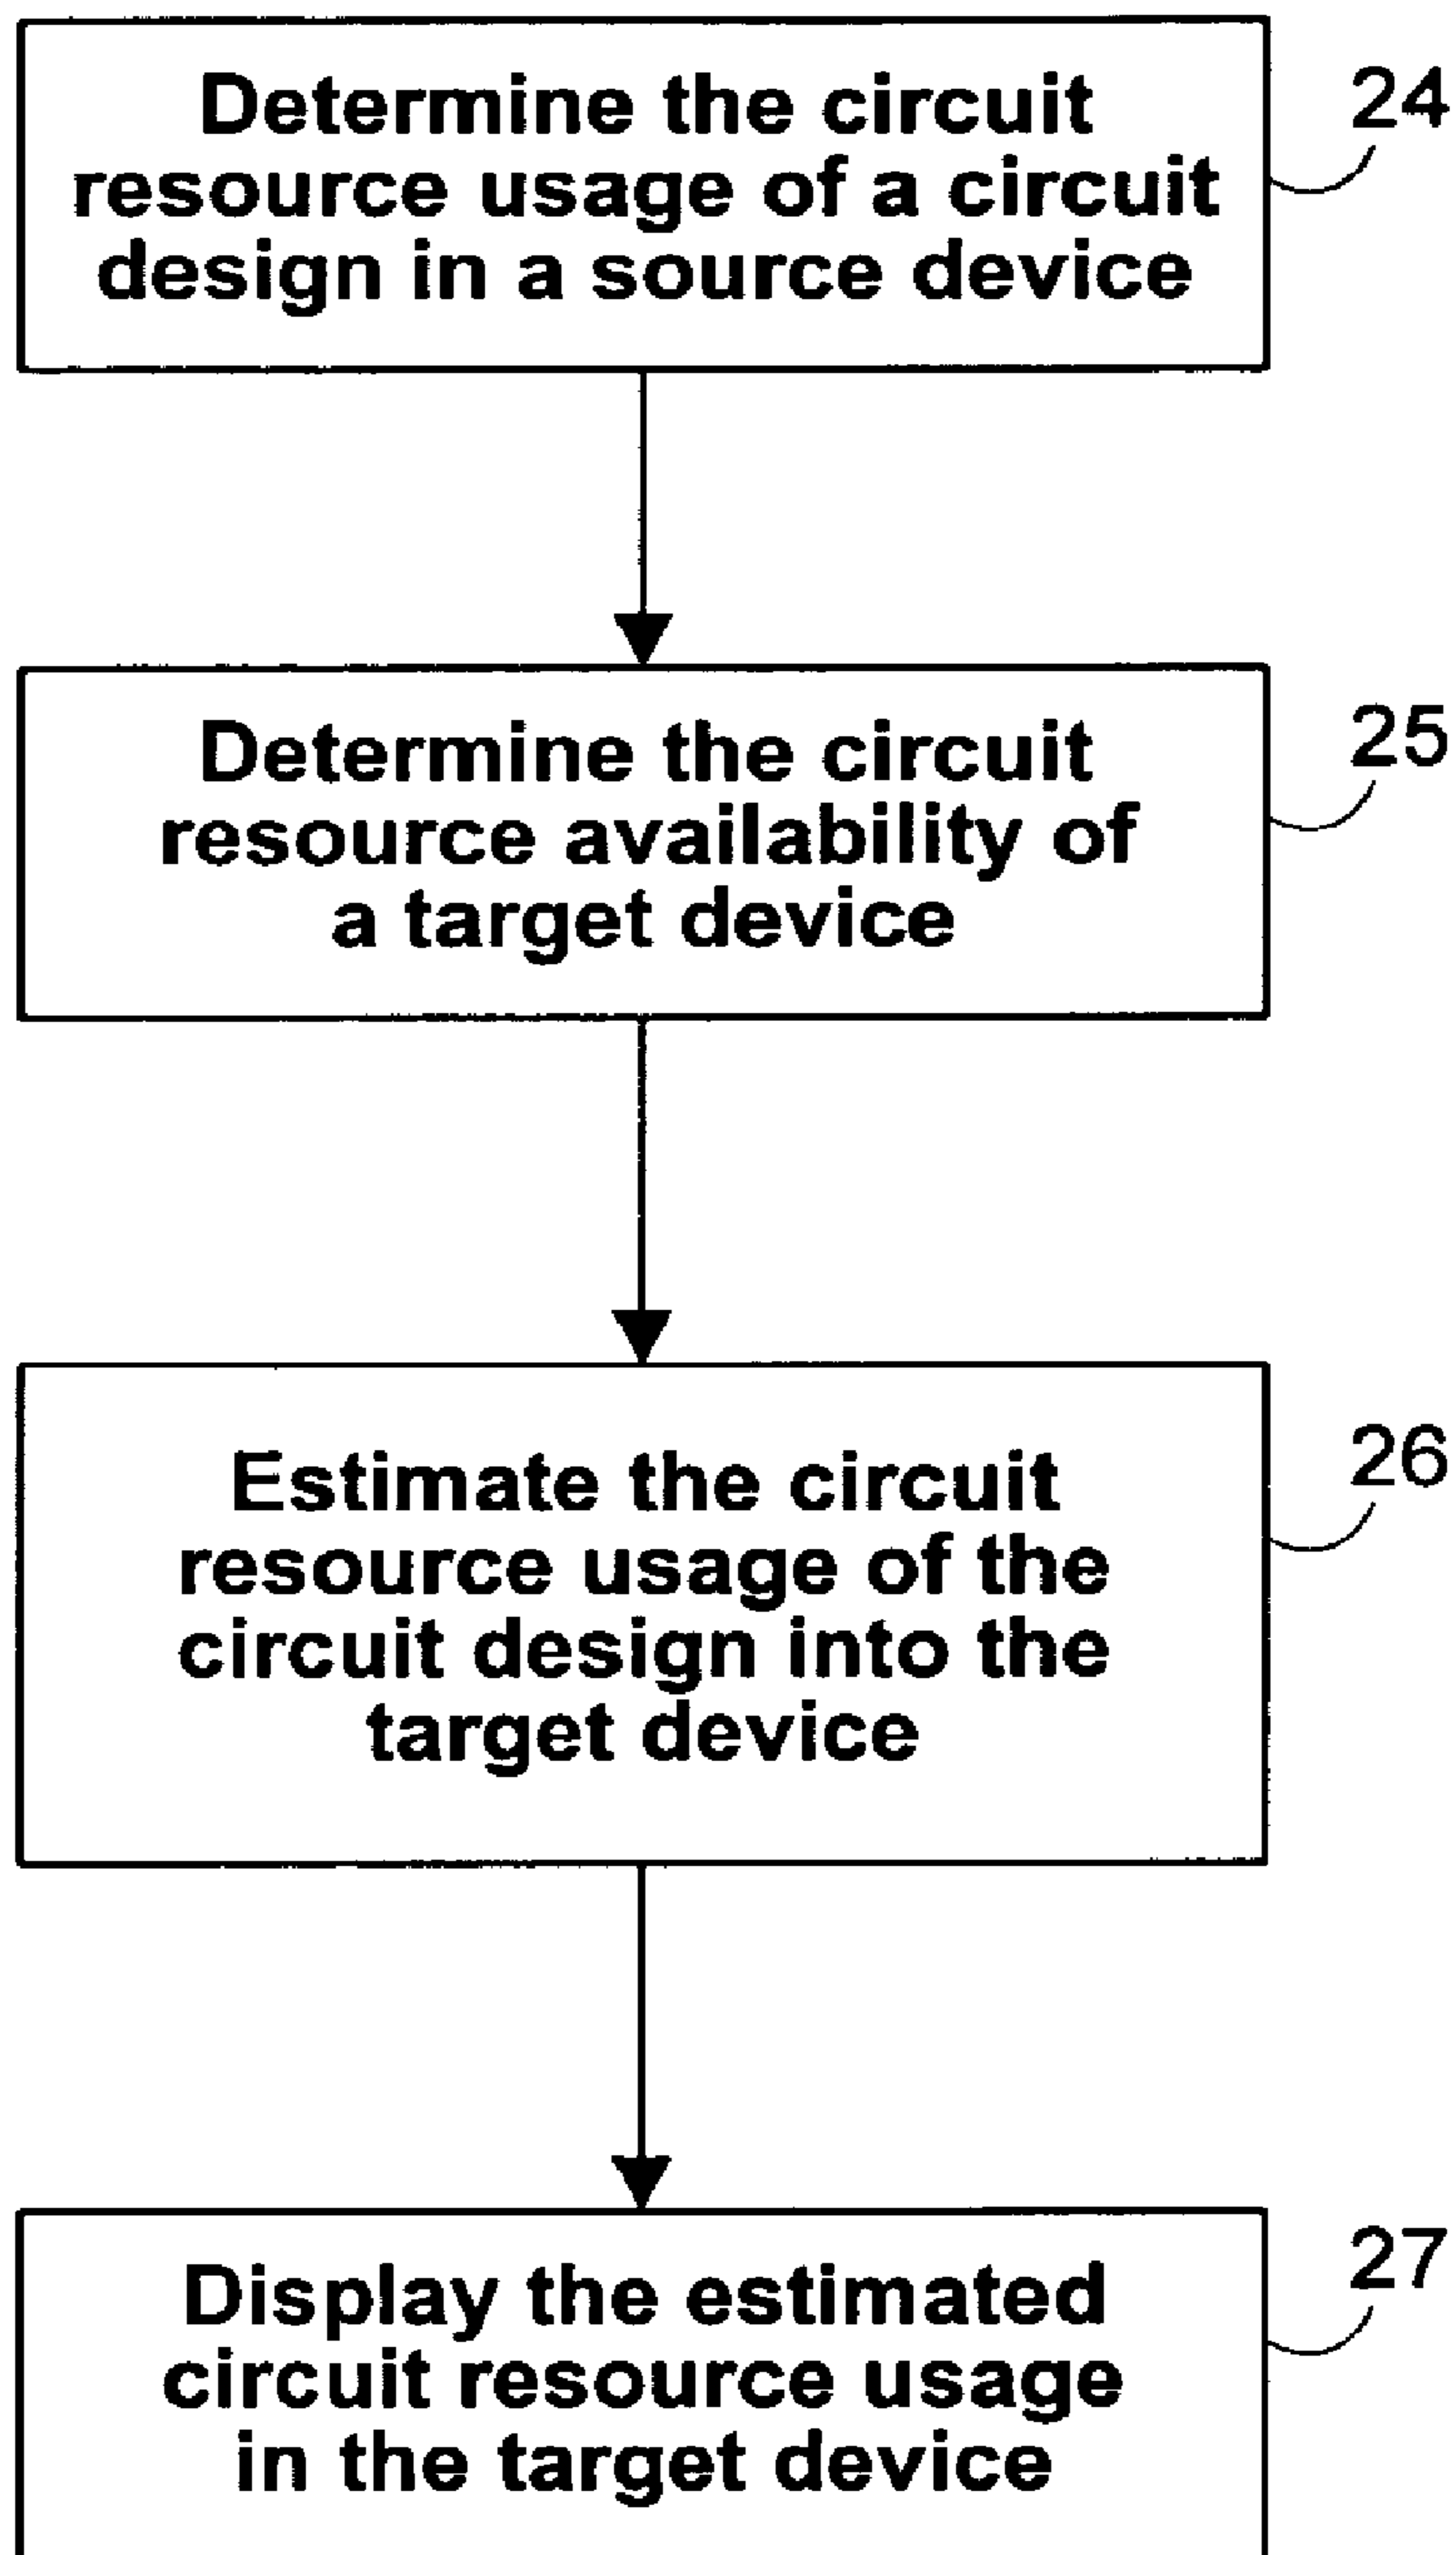 Determine the circuit
resource usage of a circuit
design in a source device
24
Determine the circuit
resource availability of
a target device
25
Estimate the circuit
resource usage of the
circuit design into the
target device
26
Display the estimated
circuit resource usage
in the target device
27